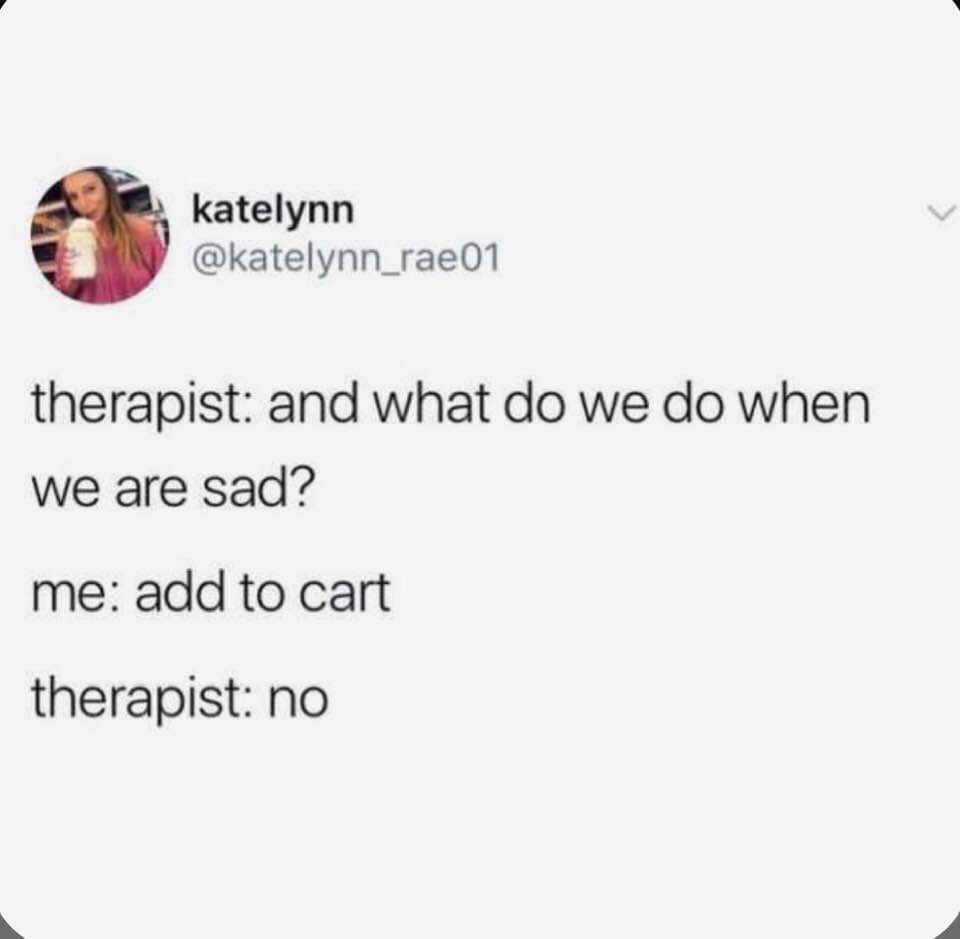 katelynn
@katelynn_rae01
therapist: and what do we do when
we are sad?
me: add to cart
therapist: no